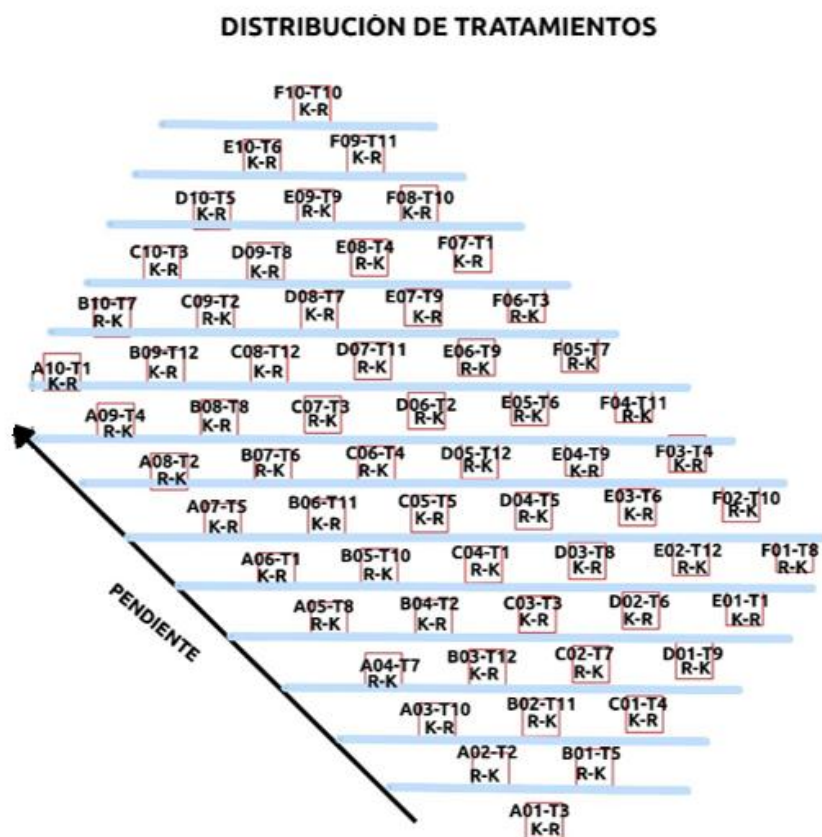 DISTRIBUCIÓN DE TRATAMIENTOS
F10-T10
K-R
E10-T6 F09-T11
K-R K-R
D10-T5 E09-T9 F08-T10
K-R R-K K-R
C10-T3 D09-T8 E08-T4 F07-T1
K-R K-R R-K K-R
B10-T7 C09-T2 D08-T7 E07-T9 F06-T3
R-K R-K K-R K-R R-K
A10-T1 B09-T12 C08-T12 D07-T11 E06-T9 F05-T7
K-R K-R K-R R-K R-K R-K
A09-T4 B08-T8 C07-T3 D06-T2 E05-T6 F04-T11
R-K K-R R-K R-K R-K R-K
A08-T2 B07-T6 C06-T4 D05-T12 E04-T9 F03-T4
R-K R-K R-K R-K K-R K-R
A07-T5 B06-T11 C05-T5 D04-T5 E03-T6 F02-T10
K-R K-R K-R R-K K-R R-K
A06-T1 B05-T10 C04-T1 D03-T8 E02-T12 F01-T8
K-R R-K R-K K-R R-K R-K
PENDIENTE
A05-T8 B04-T2 C03-T3 D02-T6 E01-T1
R-K K-R K-R K-R K-R
A04-T7 B03-T12 C02-T7 D01-T9
R-K K-R R-K R-K
A03-T10 B02-T11 C01-T4
K-R R-K K-R
A02-T2 B01-T5
R-K R-K
A01-T3
K-R